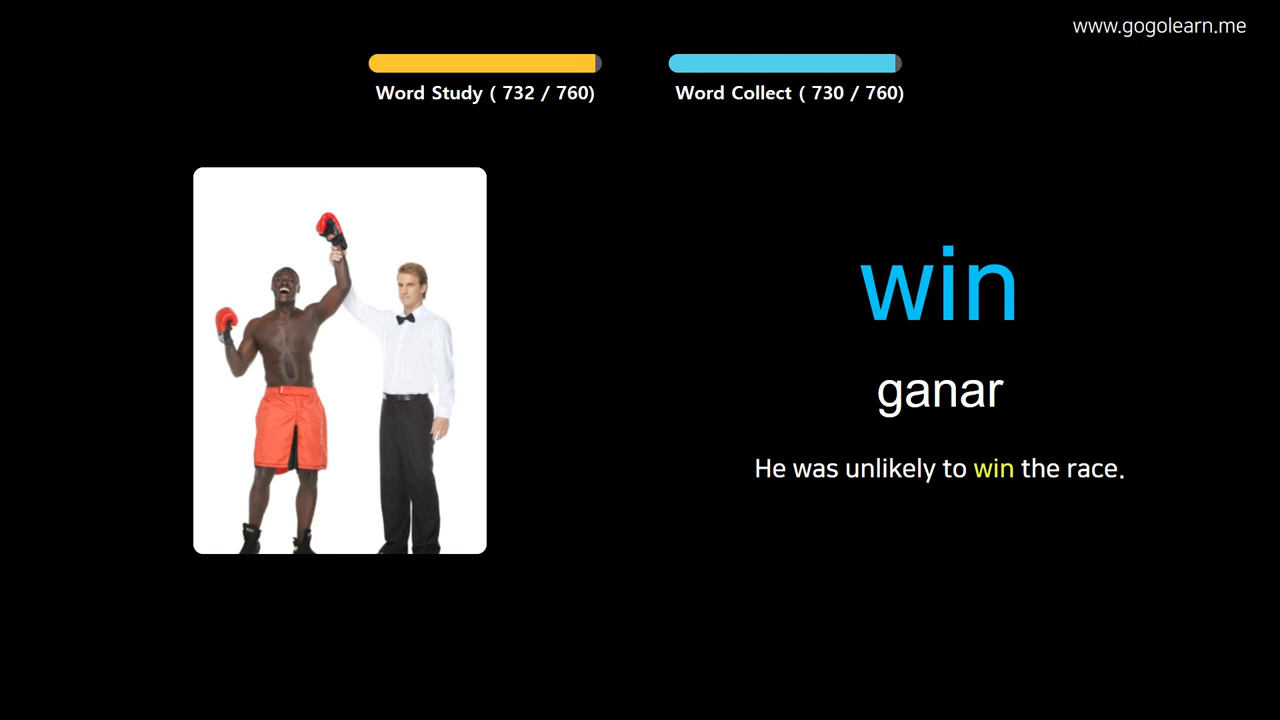 www.gogolearn.me
Word Study ( 732 / 760)
Word Collect ( 730 / 760)
win
ganar
He was unlikely to win the race.